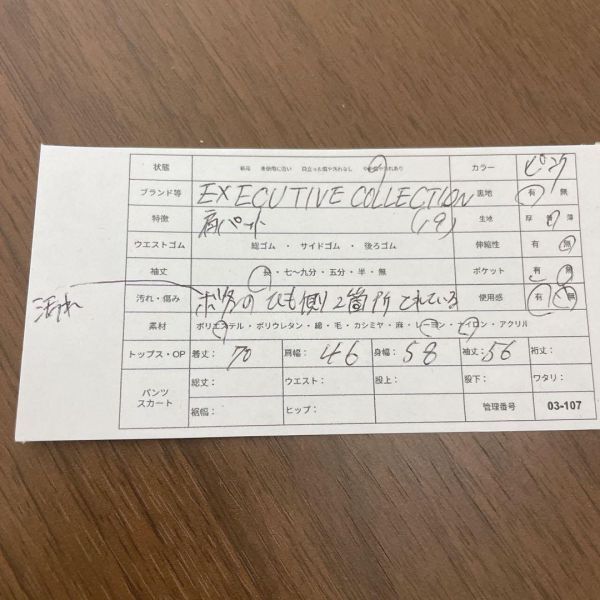 状態 新品 未使用に近い 目立った傷や汚れなし やや傷や汚れあり カラー ピンク
ブランド等 EXECUTIVE COLLECTION 裏地 有 無
特徴 肩パット (19) 生地 厚 普 薄
ウエストゴム 総ゴム ・ サイドゴム ・ 後ろゴム 伸縮性 有 無
袖丈 長・七～九分・五分・半・無 ポケット 有 無
汚れ
汚れ・傷み ボタンのひも側り2箇所とれている 使用感 有 無
素材 ポリエステル・ポリウレタン・綿・毛・カシミヤ・麻・レーヨン・ナイロン・アクリル
トップス・OP 着丈: 70 肩幅: 46 身幅: 58 袖丈: 56 裄丈:
パンツ スカート 総丈: ウエスト: 股上: 股下: ワタリ:
裾幅: ヒップ: 管理番号 03-107